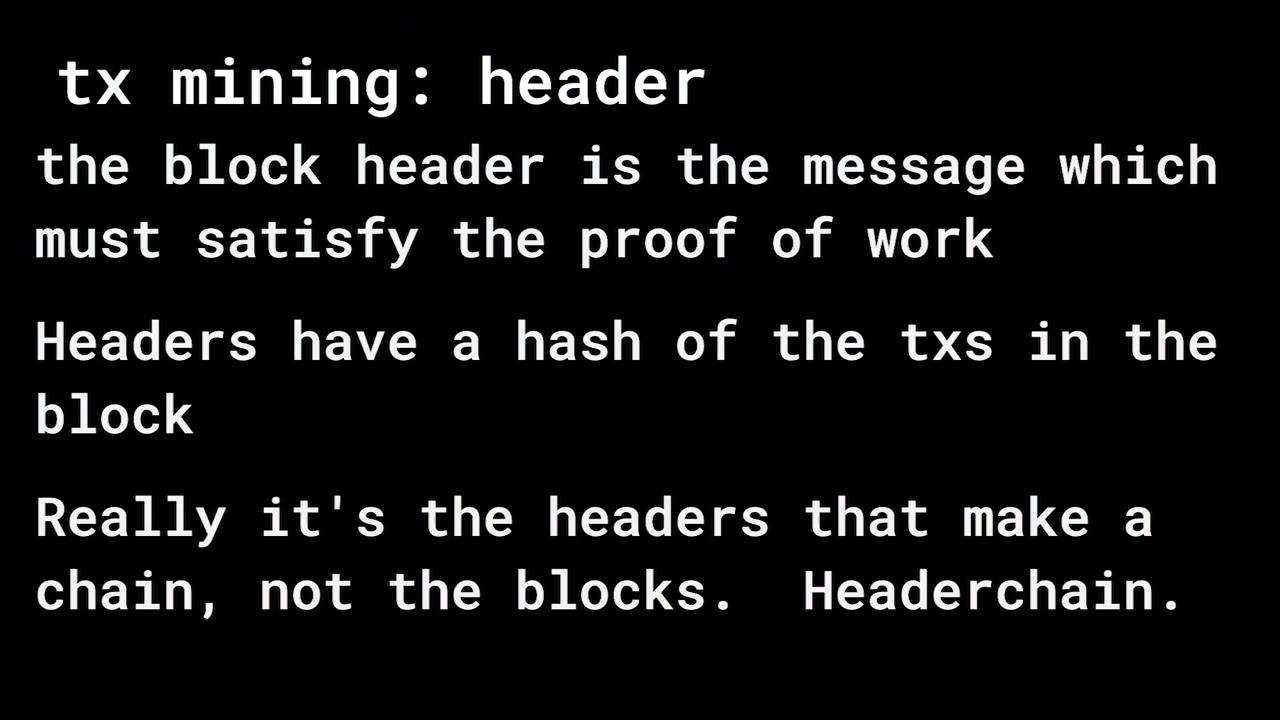 tx mining: header
the block header is the message which
must satisfy the proof of work
Headers have a hash of the txs in the
block
Really it's the headers that make a
chain, not the blocks.  Headerchain.